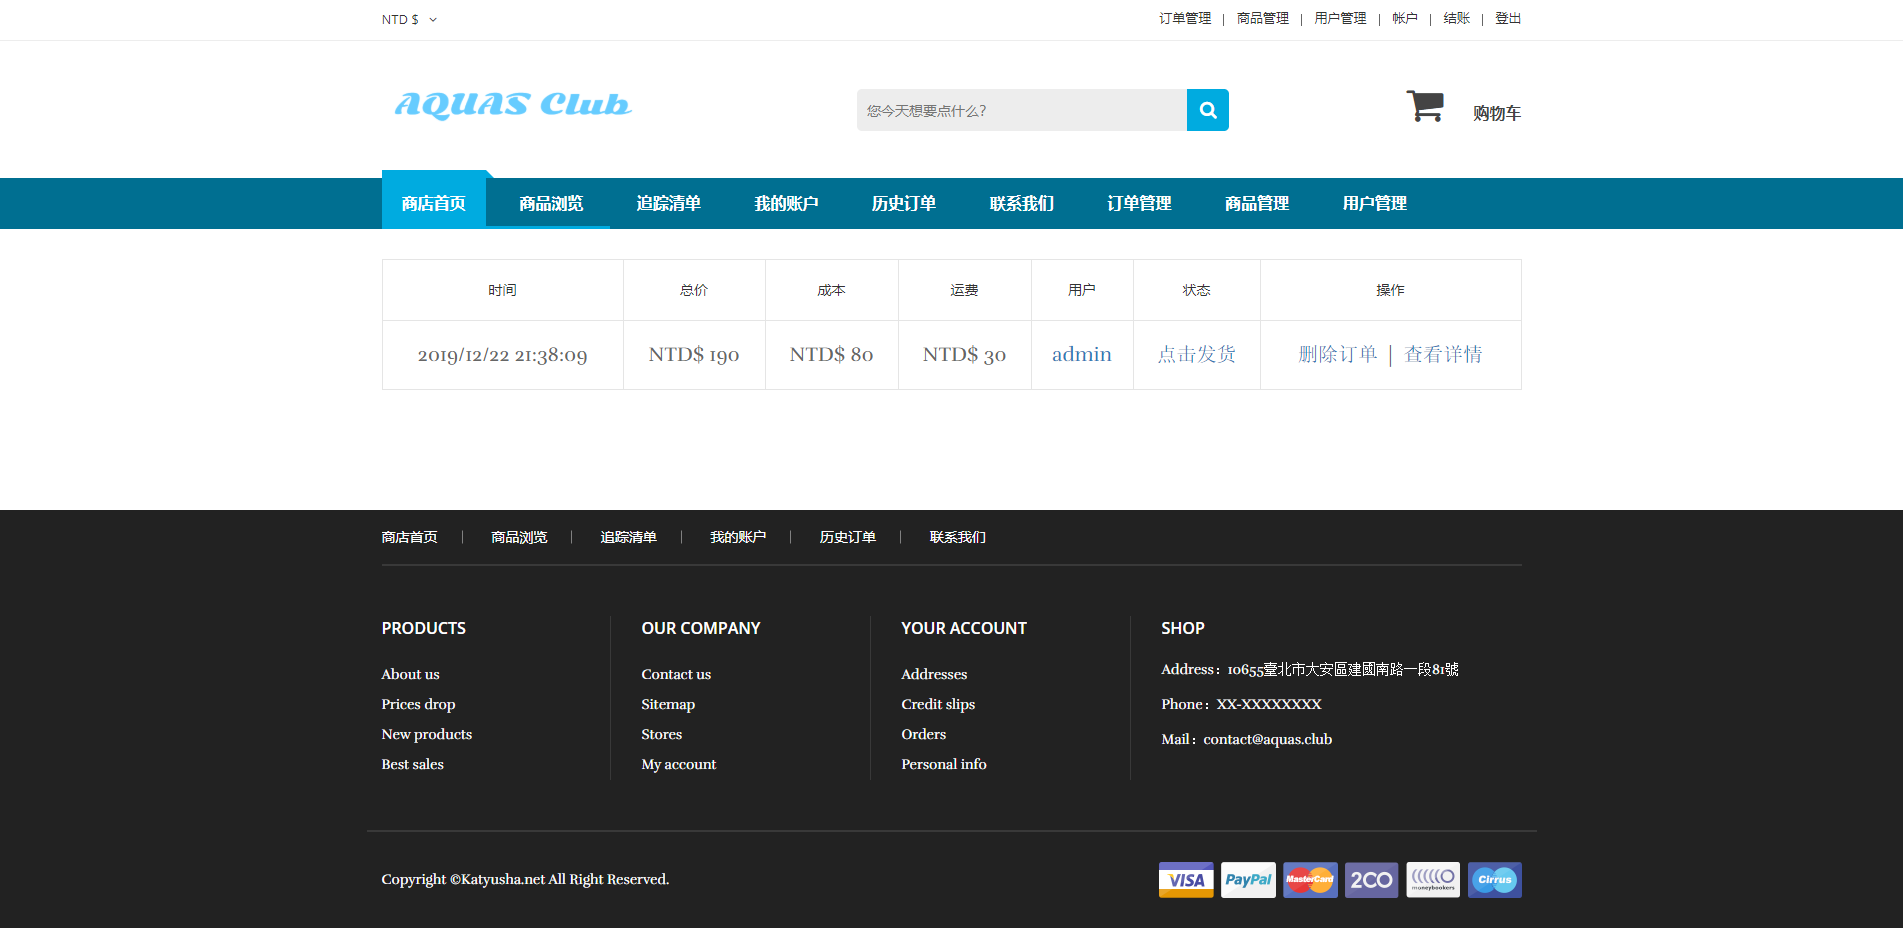 NTD $
订单管理 | 商品管理 | 用户管理 | 帐户 | 结账 | 登出
AQUAS Club
您今天想要点什么?
购物车
商店首页 商品浏览 追踪清单 我的账户 历史订单 联系我们 订单管理 商品管理 用户管理
时间 总价 成本 运费 用户 状态 操作
2019/12/22 21:38:09 NTD$ 190 NTD$ 80 NTD$ 30 admin 点击发货 删除订单 | 查看详情
商店首页 | 商品浏览 | 追踪清单 | 我的账户 | 历史订单 | 联系我们
PRODUCTS
About us
Prices drop
New products
Best sales
OUR COMPANY
Contact us
Sitemap
Stores
My account
YOUR ACCOUNT
Addresses
Credit slips
Orders
Personal info
SHOP
Address：10655臺北市大安區建國南路一段81號
Phone：XX-XXXXXXXX
Mail：contact@aquas.club
Copyright ©Katyusha.net All Right Reserved.
VISA PayPal MasterCard 2CO moneybookers Cirrus